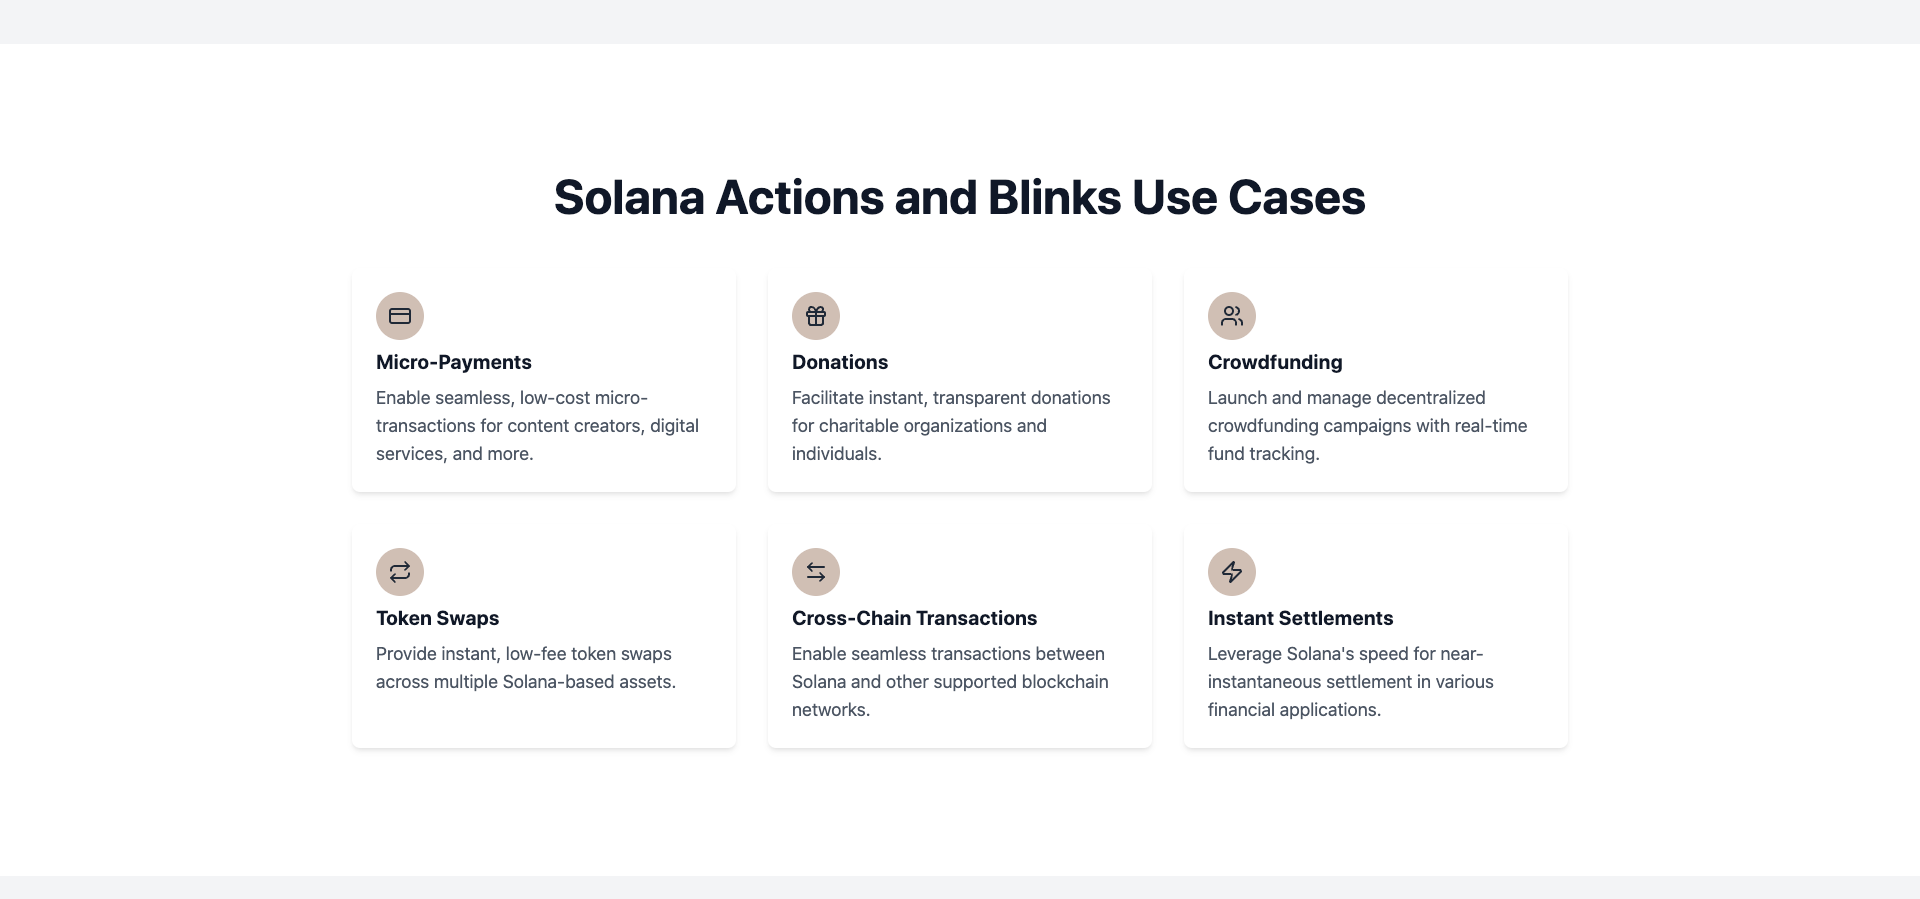 Solana Actions and Blinks Use Cases
Micro-Payments
Enable seamless, low-cost micro-
transactions for content creators, digital
services, and more.
Donations
Facilitate instant, transparent donations
for charitable organizations and
individuals.
Crowdfunding
Launch and manage decentralized
crowdfunding campaigns with real-time
fund tracking.
Token Swaps
Provide instant, low-fee token swaps
across multiple Solana-based assets.
Cross-Chain Transactions
Enable seamless transactions between
Solana and other supported blockchain
networks.
Instant Settlements
Leverage Solana's speed for near-
instantaneous settlement in various
financial applications.